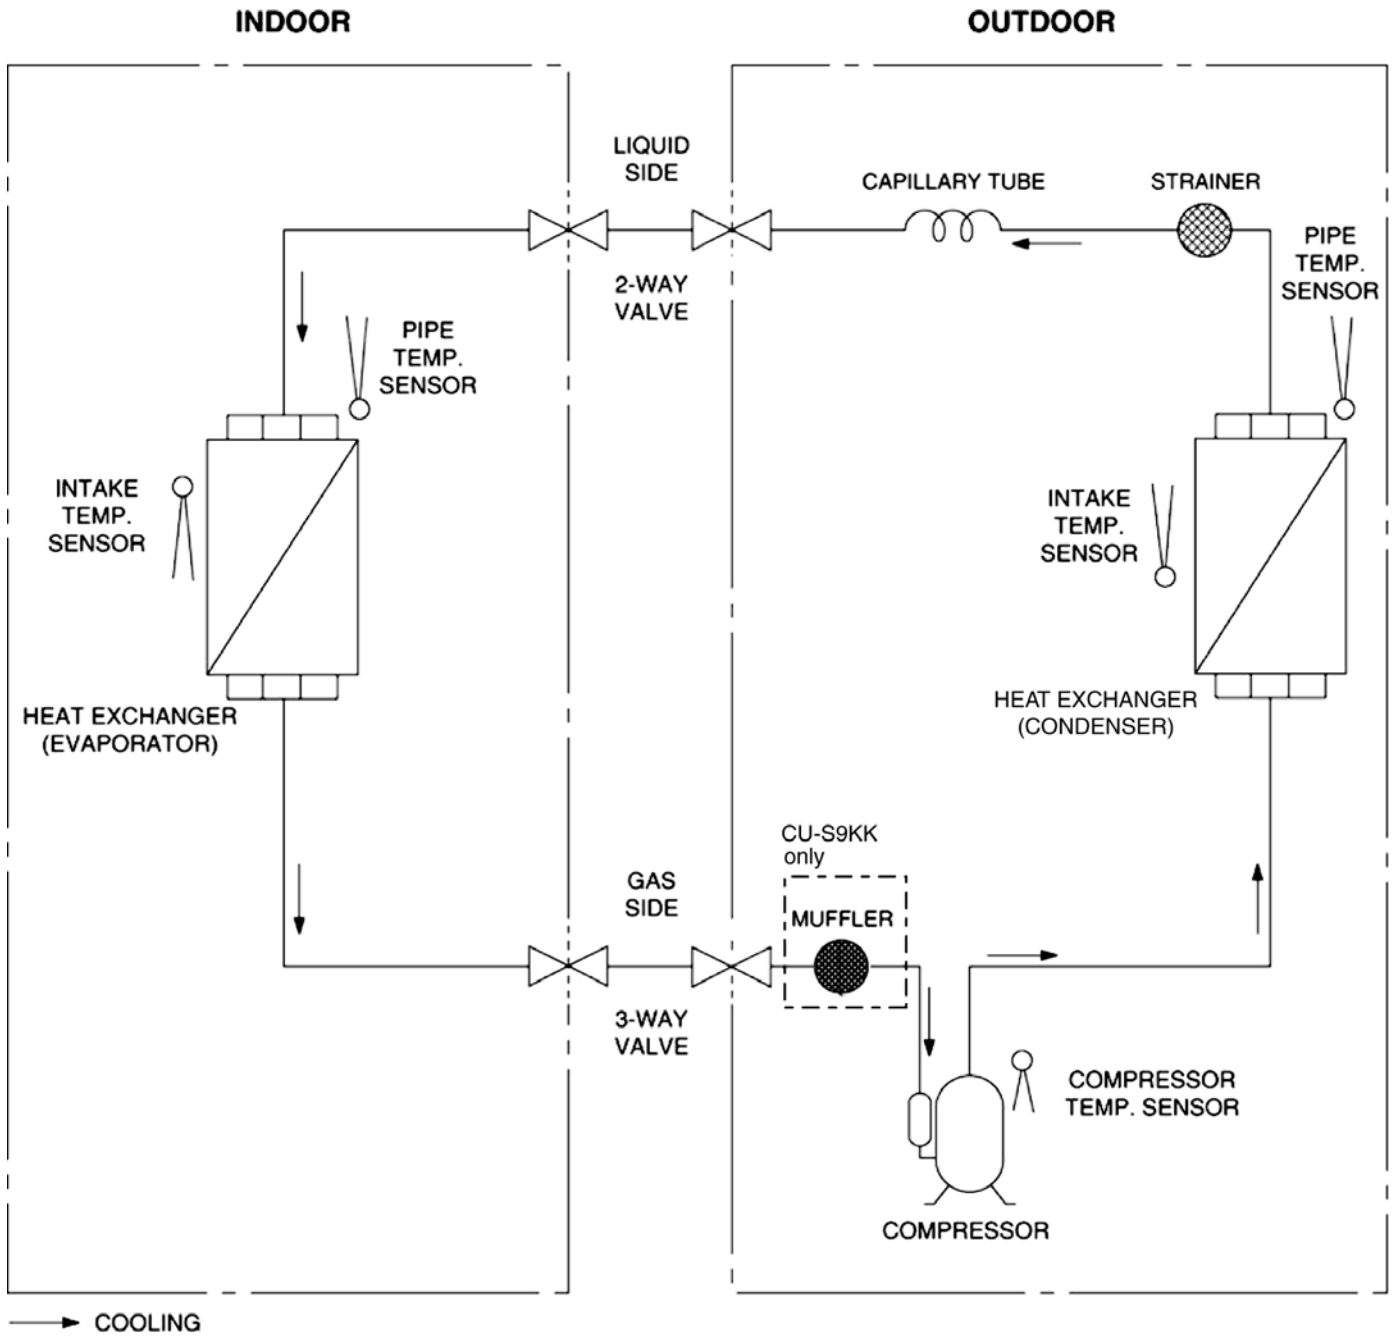 INDOOR
OUTDOOR
LIQUID
SIDE
CAPILLARY TUBE
STRAINER
PIPE
TEMP.
SENSOR
2-WAY
VALVE
PIPE
TEMP.
SENSOR
INTAKE
TEMP.
SENSOR
INTAKE
TEMP.
SENSOR
HEAT EXCHANGER
(EVAPORATOR)
HEAT EXCHANGER
(CONDENSER)
CU-S9KK
only
GAS
SIDE
MUFFLER
3-WAY
VALVE
COMPRESSOR
TEMP. SENSOR
COMPRESSOR
COOLING